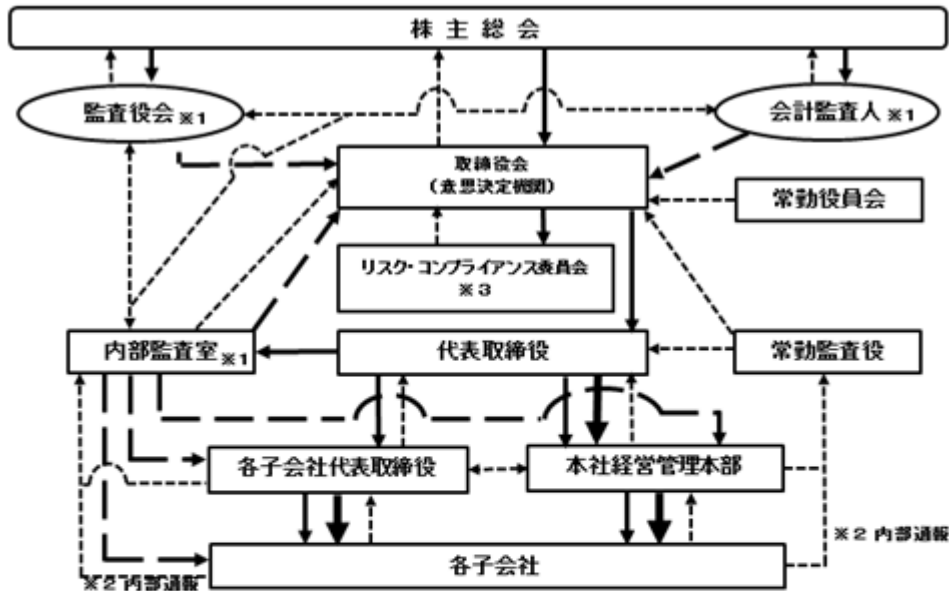 株主総会
監査役会※1
会計監査人※1
取締役会
（意思決定機関）
常勤役員会
リスク・コンプライアンス委員会
※3
内部監査室※1
代表取締役
常勤監査役
各子会社代表取締役
本社経営管理本部
※2 内部通報
各子会社
※2 内部通報